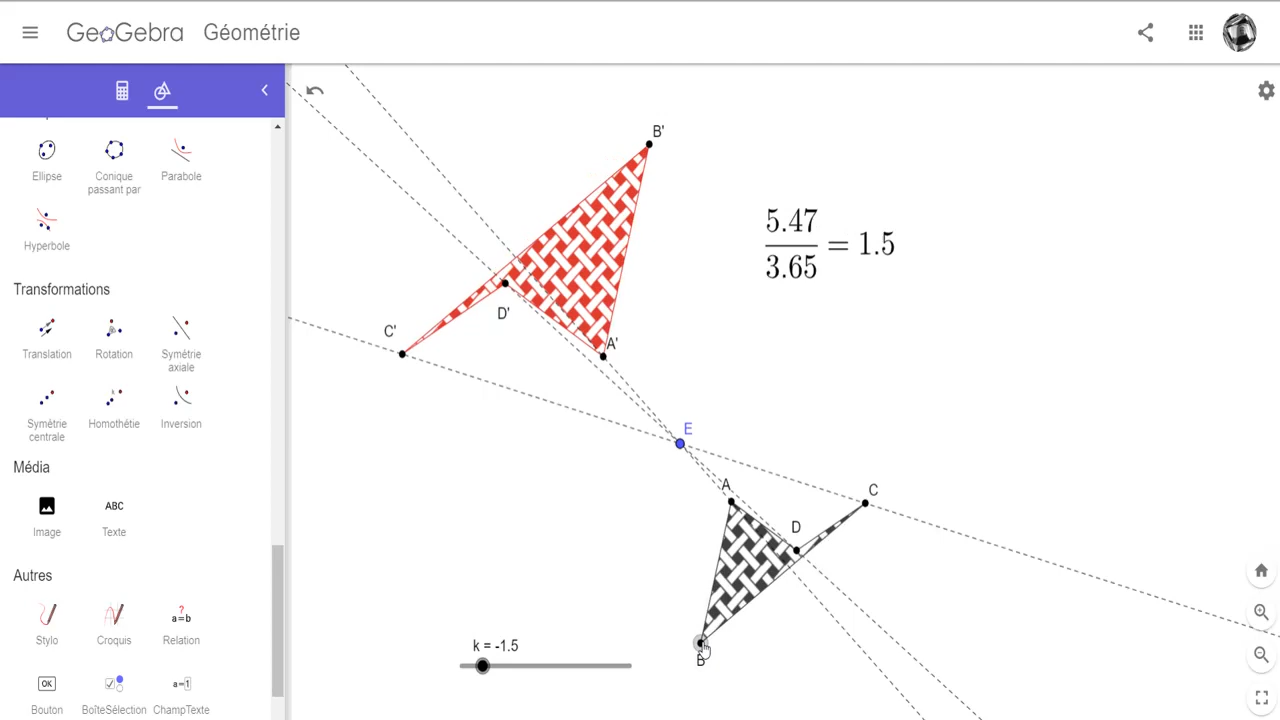 GeoGebra Géométrie
Ellipse
Conique
passant par
Parabole
Hyperbole
Transformations
Translation
Rotation
Symétrie
axiale
Symétrie
centrale
Homothétie
Inversion
Média
ABC
Image
Texte
Autres
a=b
Stylo
Croquis
Relation
OK
a=1
Bouton
BoîteSélection
ChampTexte
B'
5.47
3.65
= 1.5
D'
C'
A'
E
A
C
D
B
k = -1.5